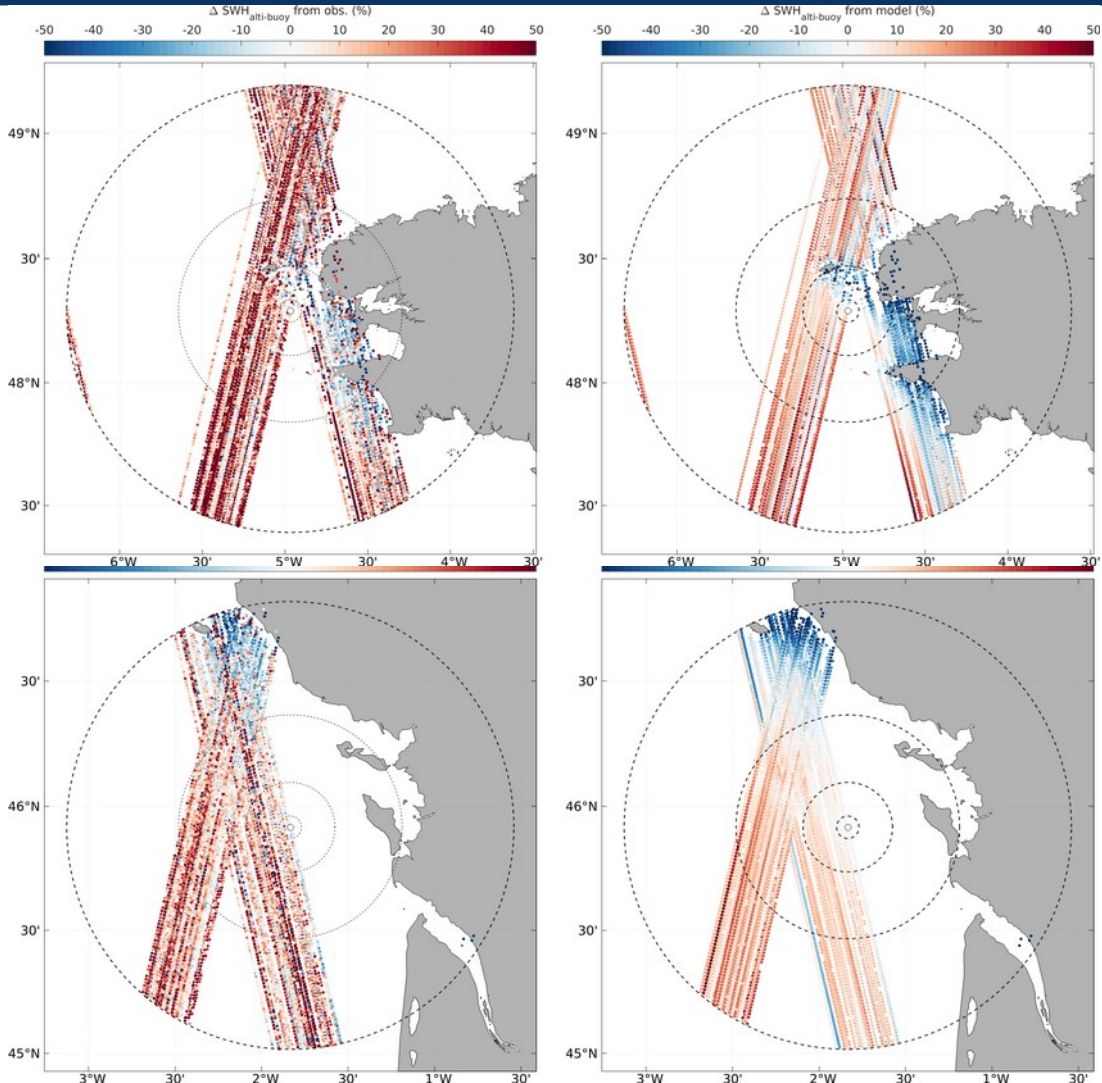 Δ SWH alti-buoy from obs. (%)
-50 -40 -30 -20 -10 0 10 20 30 40 50
Δ SWH alti-buoy from model (%)
-50 -40 -30 -20 -10 0 10 20 30 40 50
49°N
30'
48°N
30'
6°W 30' 5°W 30' 4°W 30'
49°N
30'
48°N
30'
6°W 30' 5°W 30' 4°W 30'
30'
46°N
30'
45°N
3°W 30' 2°W 30' 1°W 30'
30'
46°N
30'
45°N
3°W 30' 2°W 30' 1°W 30'